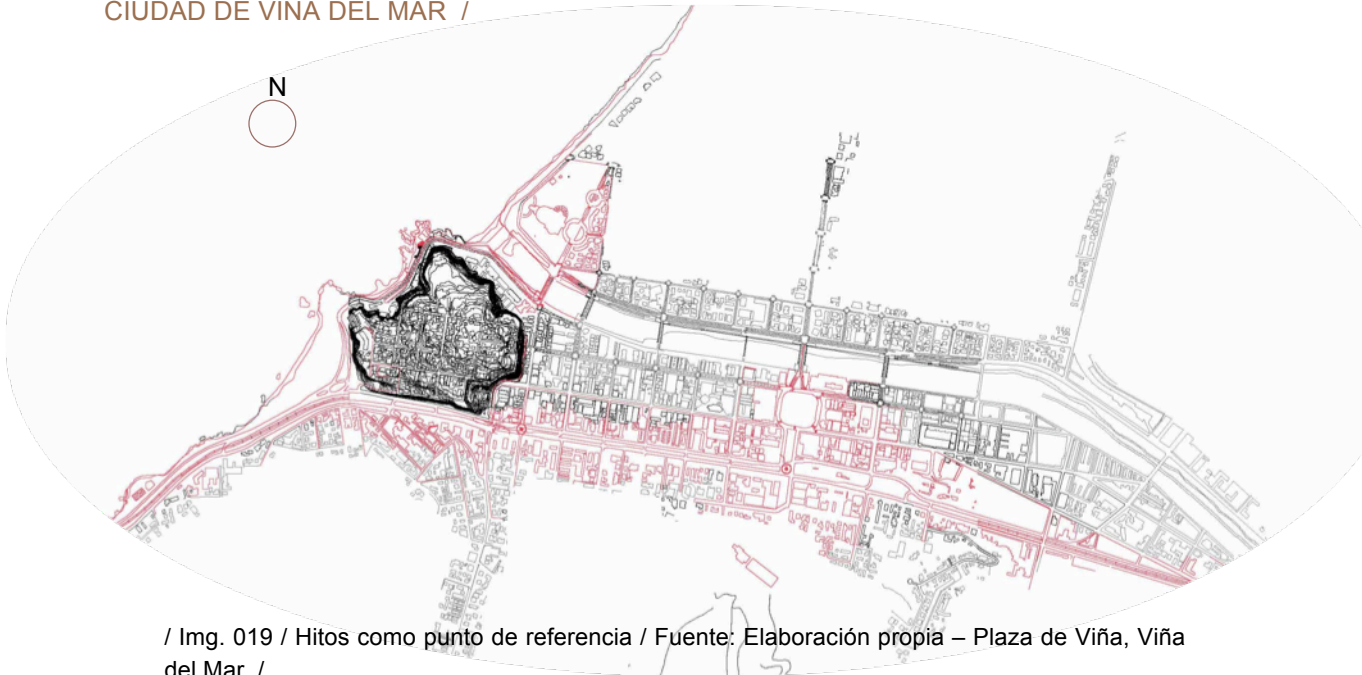 CIUDAD DE VIÑA DEL MAR /
N
/ Img. 019 / Hitos como punto de referencia / Fuente: Elaboración propia – Plaza de Viña, Viña
del Mar /